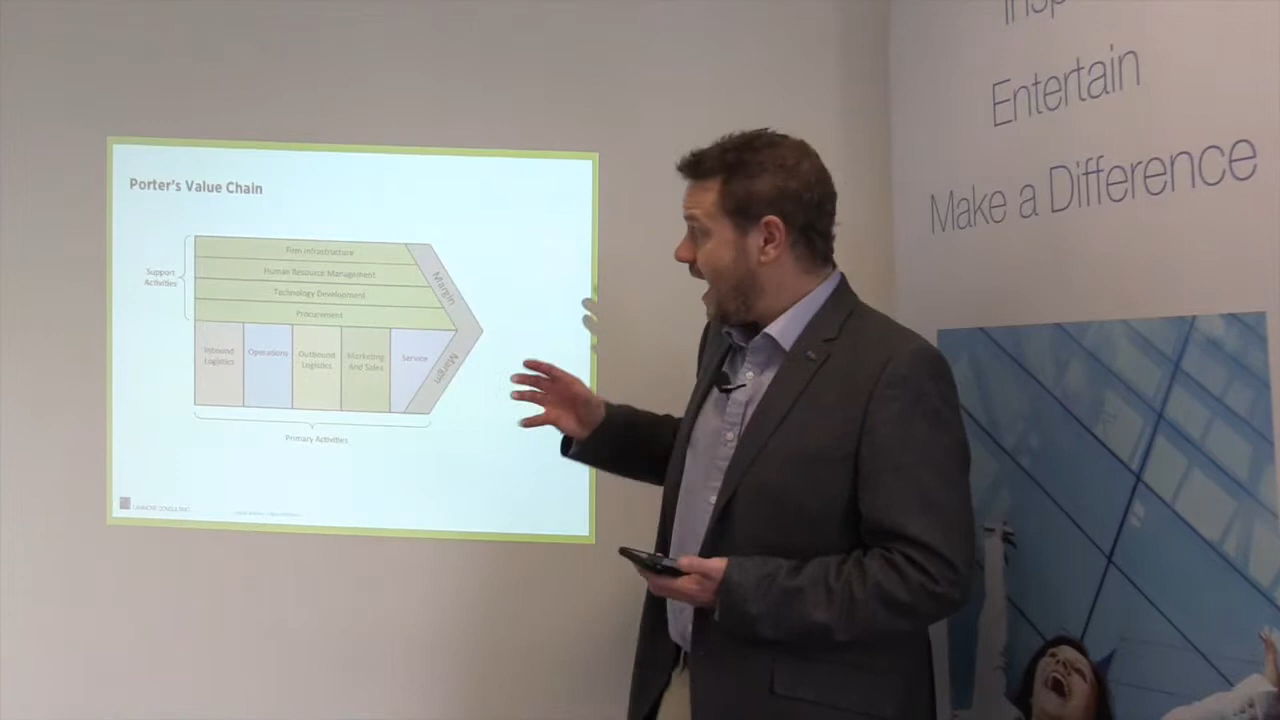 Entertain
Make a Difference
Porter's Value Chain
Support
Activities
Firm Infrastructure
Human Resource Management
Technology Development
Procurement
Margin
Margin
Inbound
Logistics
Operations
Outbound
Logistics
Marketing
And Sales
Service
Primary Activities